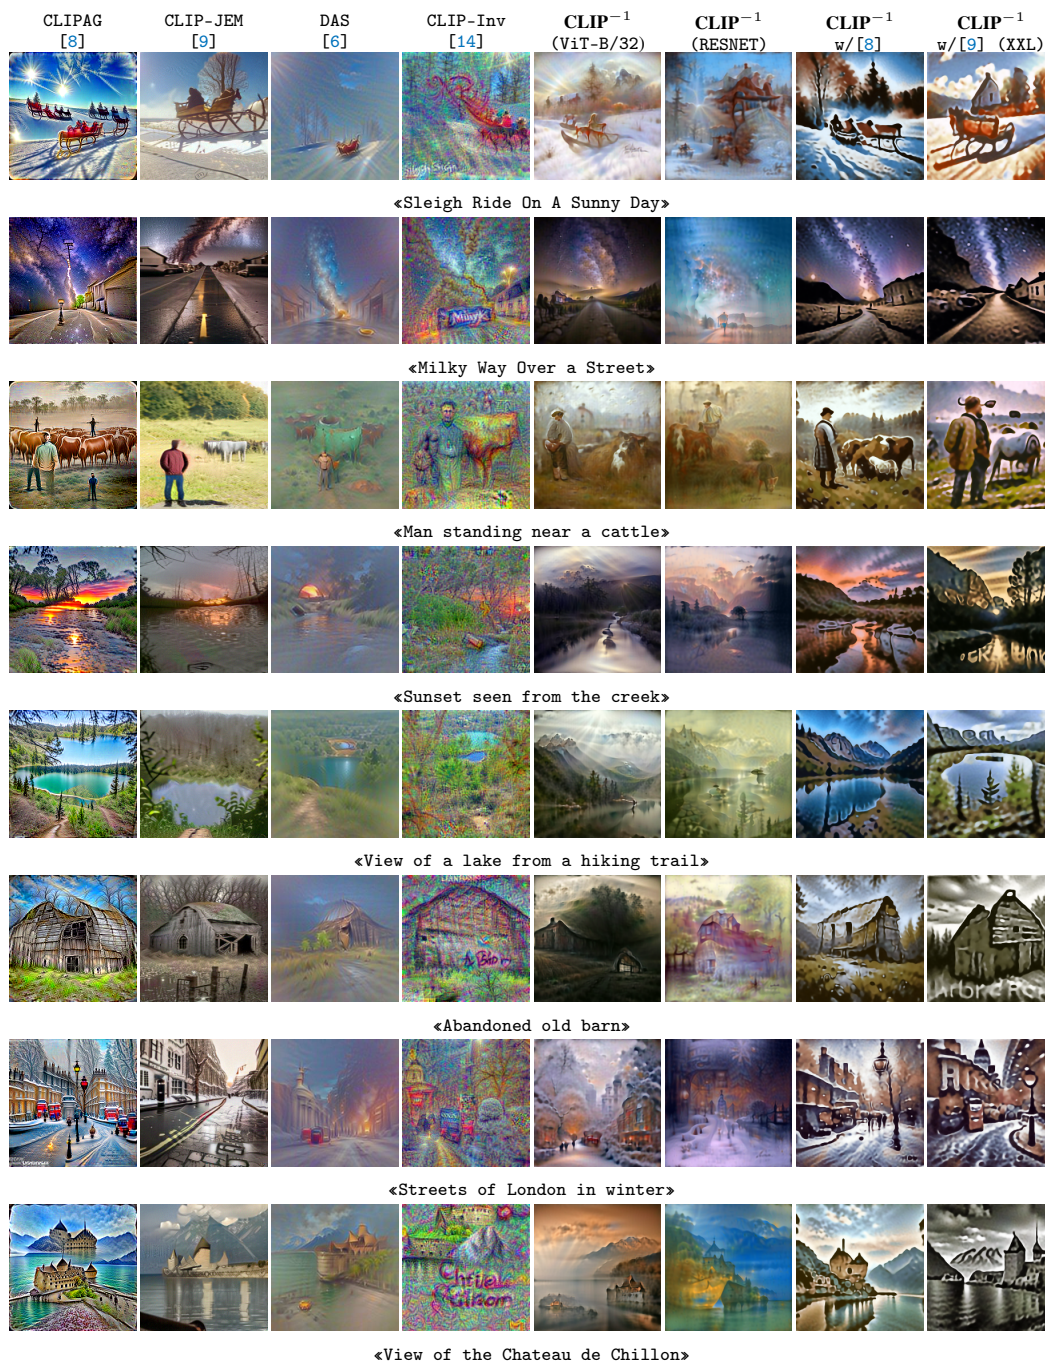 CLIPAG CLIP-JEM DAS CLIP-Inv CLIP⁻¹ CLIP⁻¹ CLIP⁻¹ CLIP⁻¹
[8] [9] [6] [14] (ViT-B/32) (RESNET) w/[8] w/[9] (XXL)
«Sleigh Ride On A Sunny Day»
«Milky Way Over a Street»
«Man standing near a cattle»
«Sunset seen from the creek»
«View of a lake from a hiking trail»
«Abandoned old barn»
«Streets of London in winter»
«View of the Chateau de Chillon»